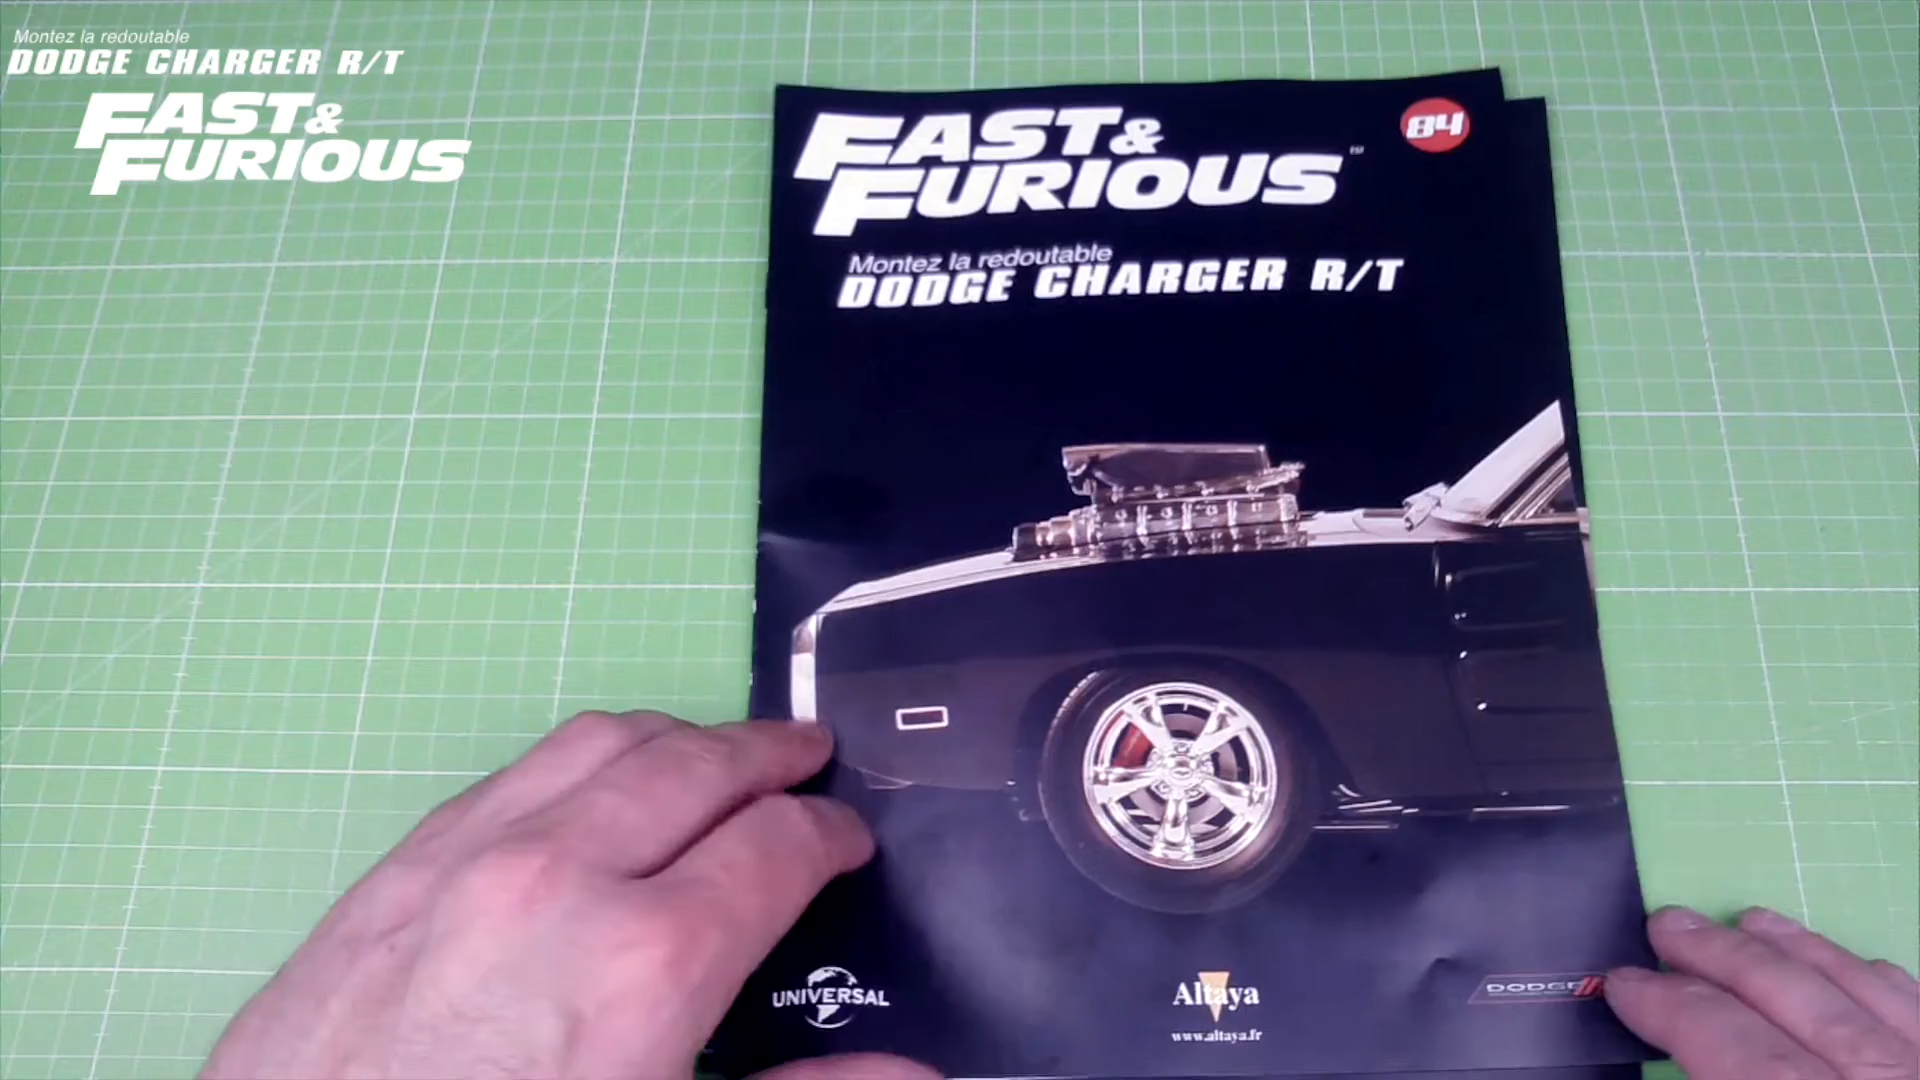 Montez la redoutable
DODGE CHARGER R/T
FAST &
FURIOUS
FAST &
FURIOUS™
84
Montez la redoutable
DODGE CHARGER R/T
UNIVERSAL
Altaya
www.altaya.fr
DODGE